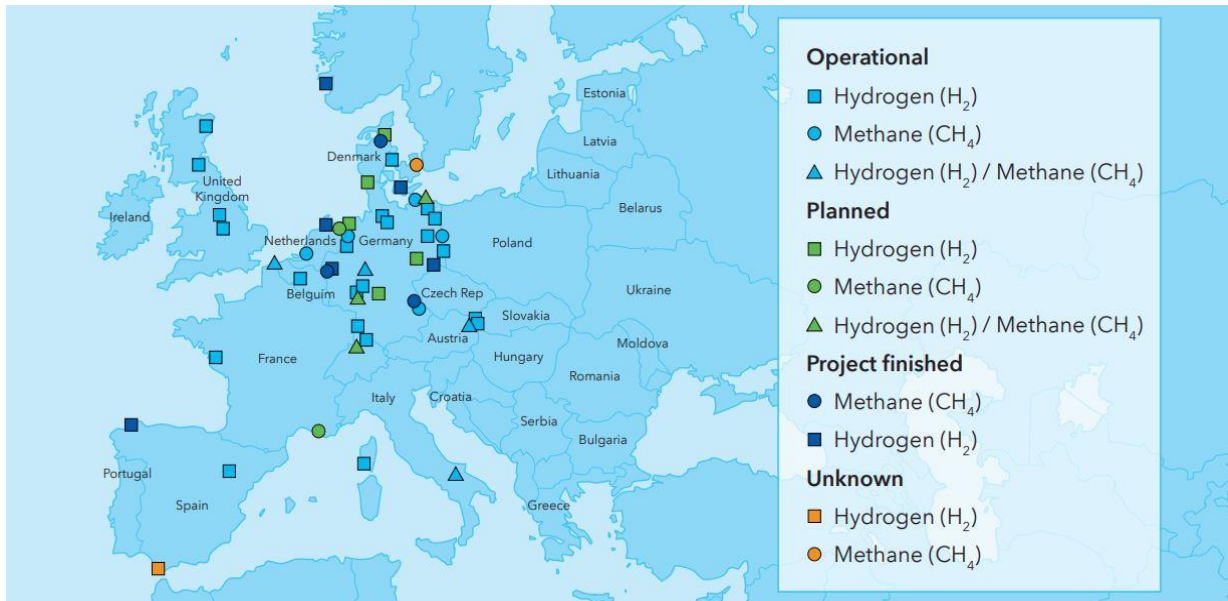 Estonia
Latvia
Denmark
Lithuania
United
Kingdom
Ireland
Belarus
Netherlands
Germany
Poland
Belguim
Czech Rep
Ukraine
Slovakia
Austria
France
Hungary
Moldova
Romania
Italy
Croatia
Serbia
Bulgaria
Portugal
Spain
Greece
Operational
Hydrogen (H₂)
Methane (CH₄)
Hydrogen (H₂) / Methane (CH₄)
Planned
Hydrogen (H₂)
Methane (CH₄)
Hydrogen (H₂) / Methane (CH₄)
Project finished
Methane (CH₄)
Hydrogen (H₂)
Unknown
Hydrogen (H₂)
Methane (CH₄)